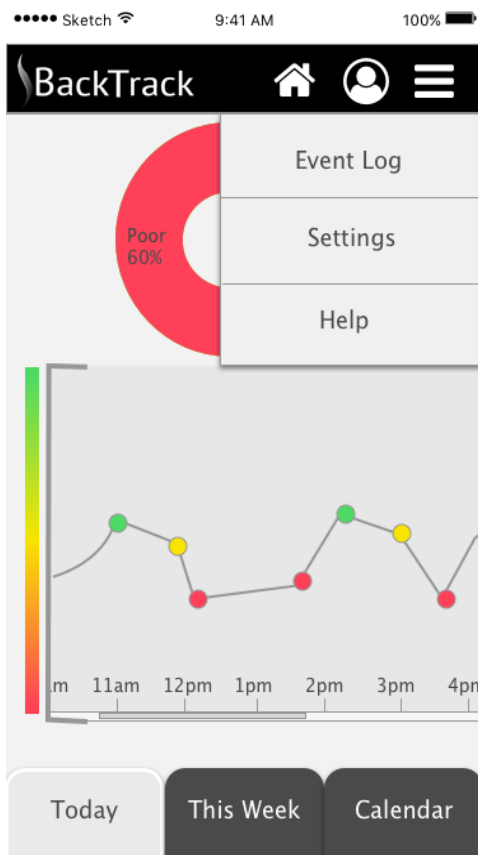 Sketch 9:41 AM 100%
BackTrack
Event Log
Poor
60%
Settings
Help
11am 12pm 1pm 2pm 3pm 4pm
Today This Week Calendar